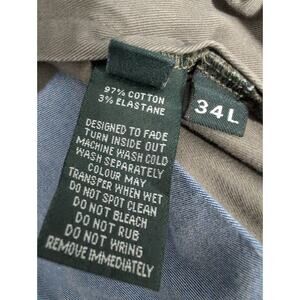 97% COTTON
3% ELASTANE
34L
DESIGNED TO FADE
TURN INSIDE OUT
MACHINE WASH COLD
WASH SEPARATELY
COLOUR MAY
TRANSFER WHEN WET
DO NOT SPOT CLEAN
DO NOT BLEACH
DO NOT RUB
DO NOT WRING
REMOVE IMMEDIATELY